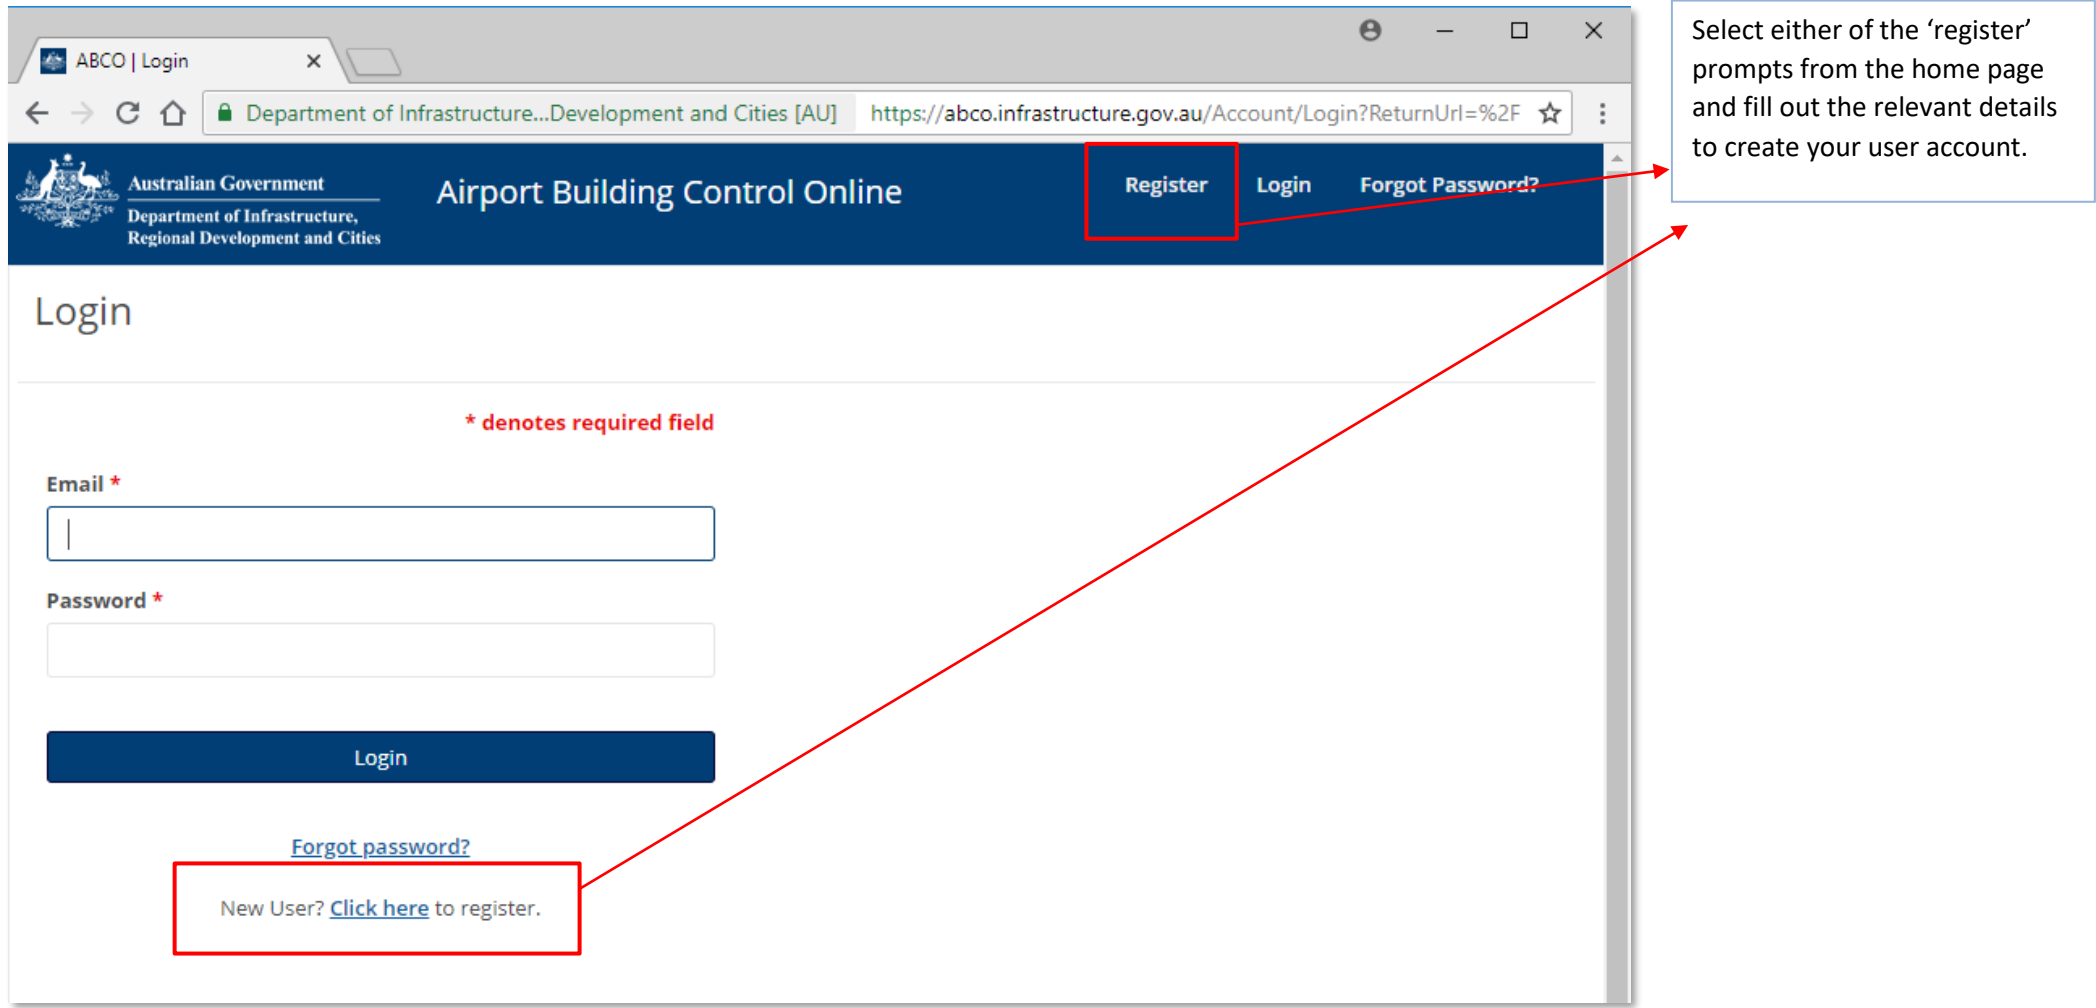 ABCO | Login
Department of Infrastructure...Development and Cities [AU] https://abco.infrastructure.gov.au/Account/Login?ReturnUrl=%2F
Australian Government
Department of Infrastructure,
Regional Development and Cities
Airport Building Control Online
Register Login Forgot Password?
Select either of the ‘register’
prompts from the home page
and fill out the relevant details
to create your user account.
Login
* denotes required field
Email *
Password *
Login
Forgot password?
New User? Click here to register.